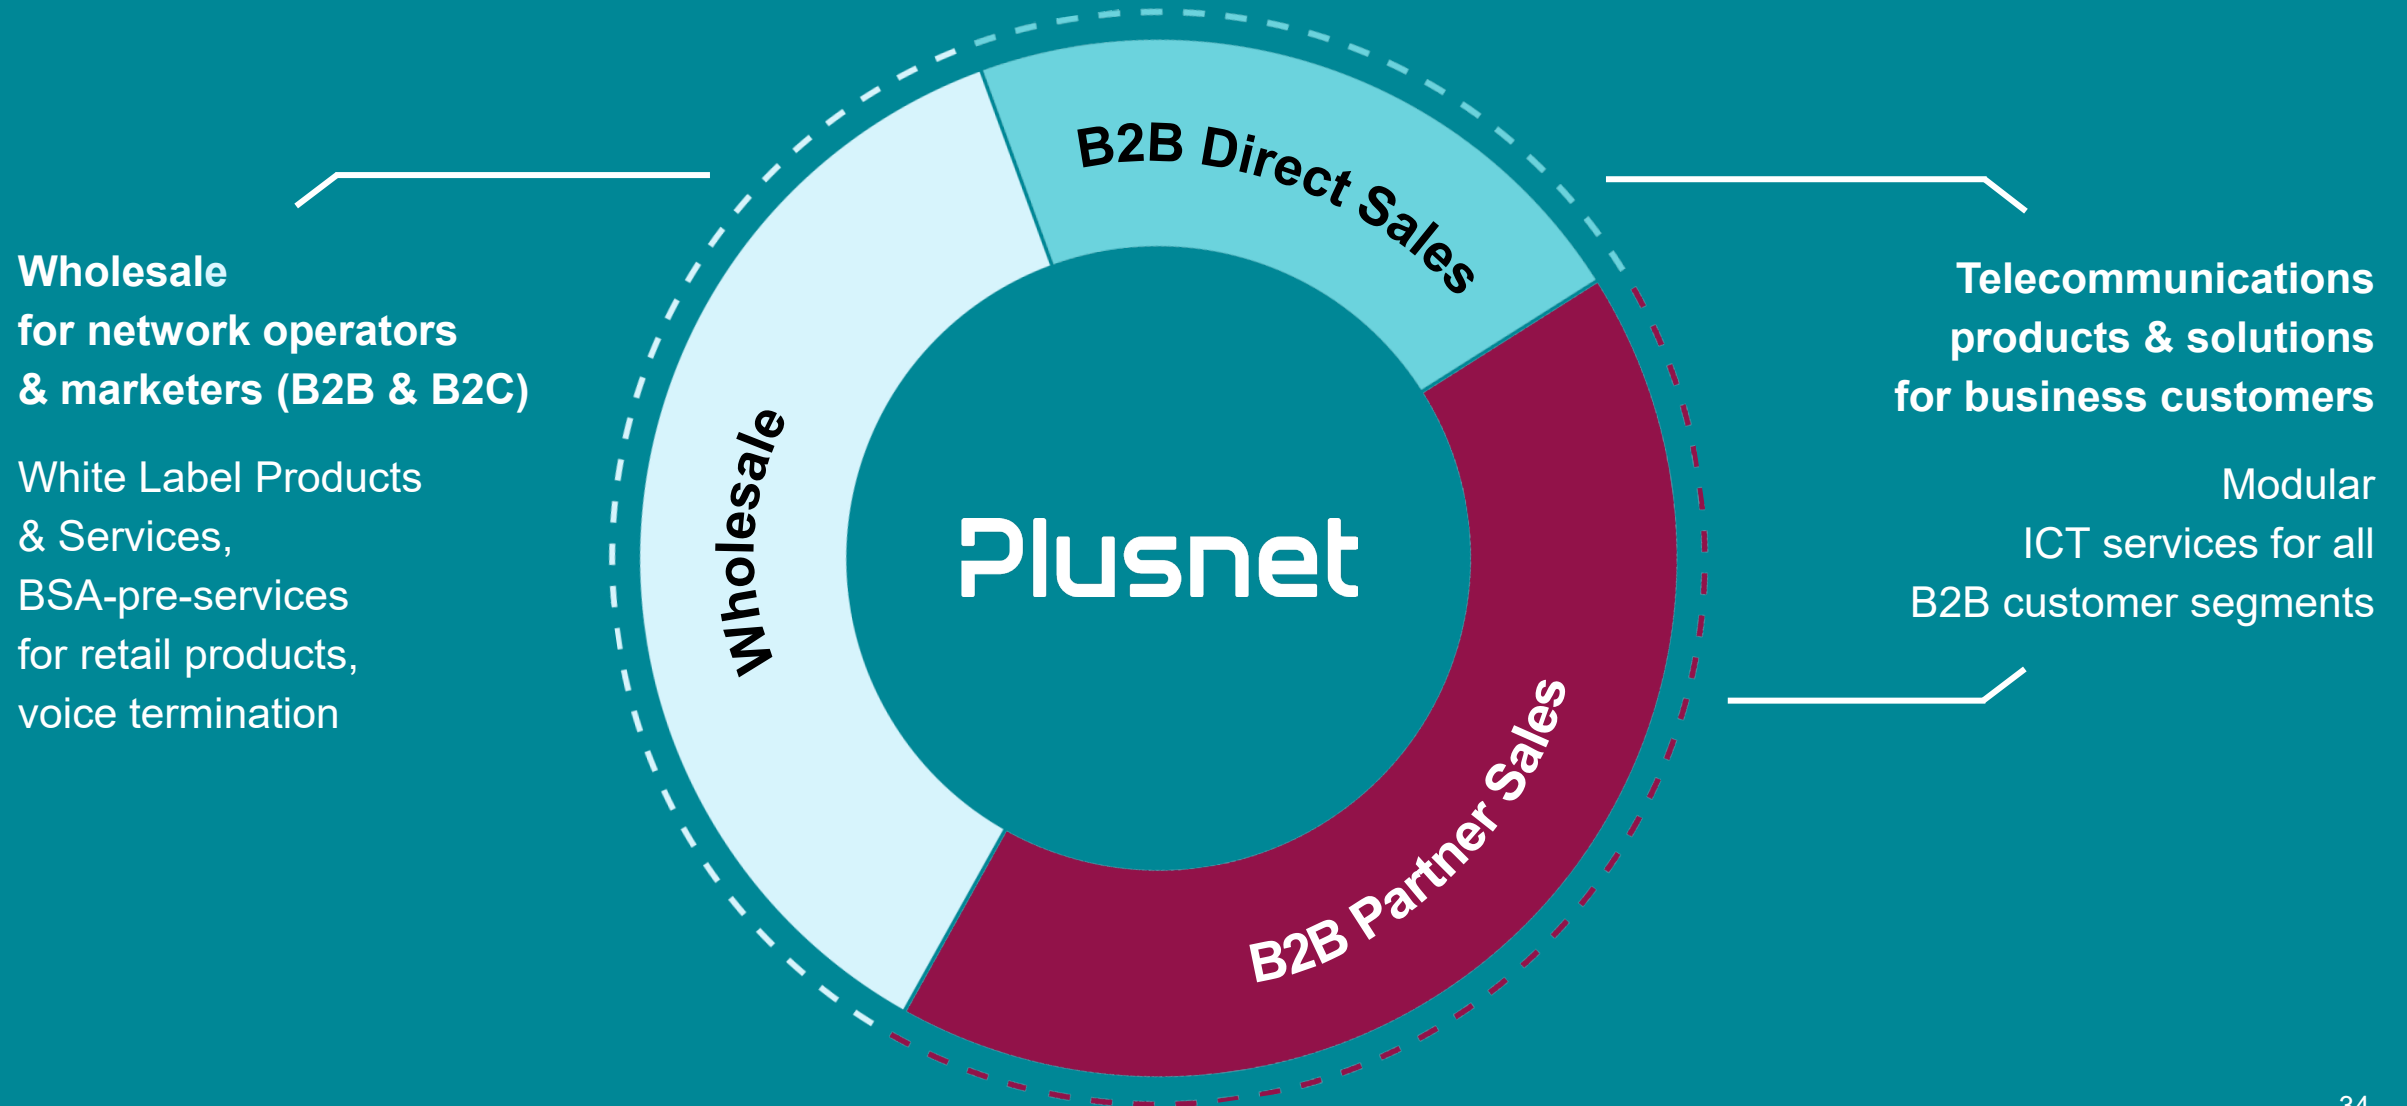 B2B Direct Sales
Wholesale
for network operators
& marketers (B2B & B2C)
White Label Products
& Services,
BSA-pre-services
for retail products,
voice termination
Wholesale
Plusnet
Telecommunications
products & solutions
for business customers
Modular
ICT services for all
B2B customer segments
B2B Partner Sales
34